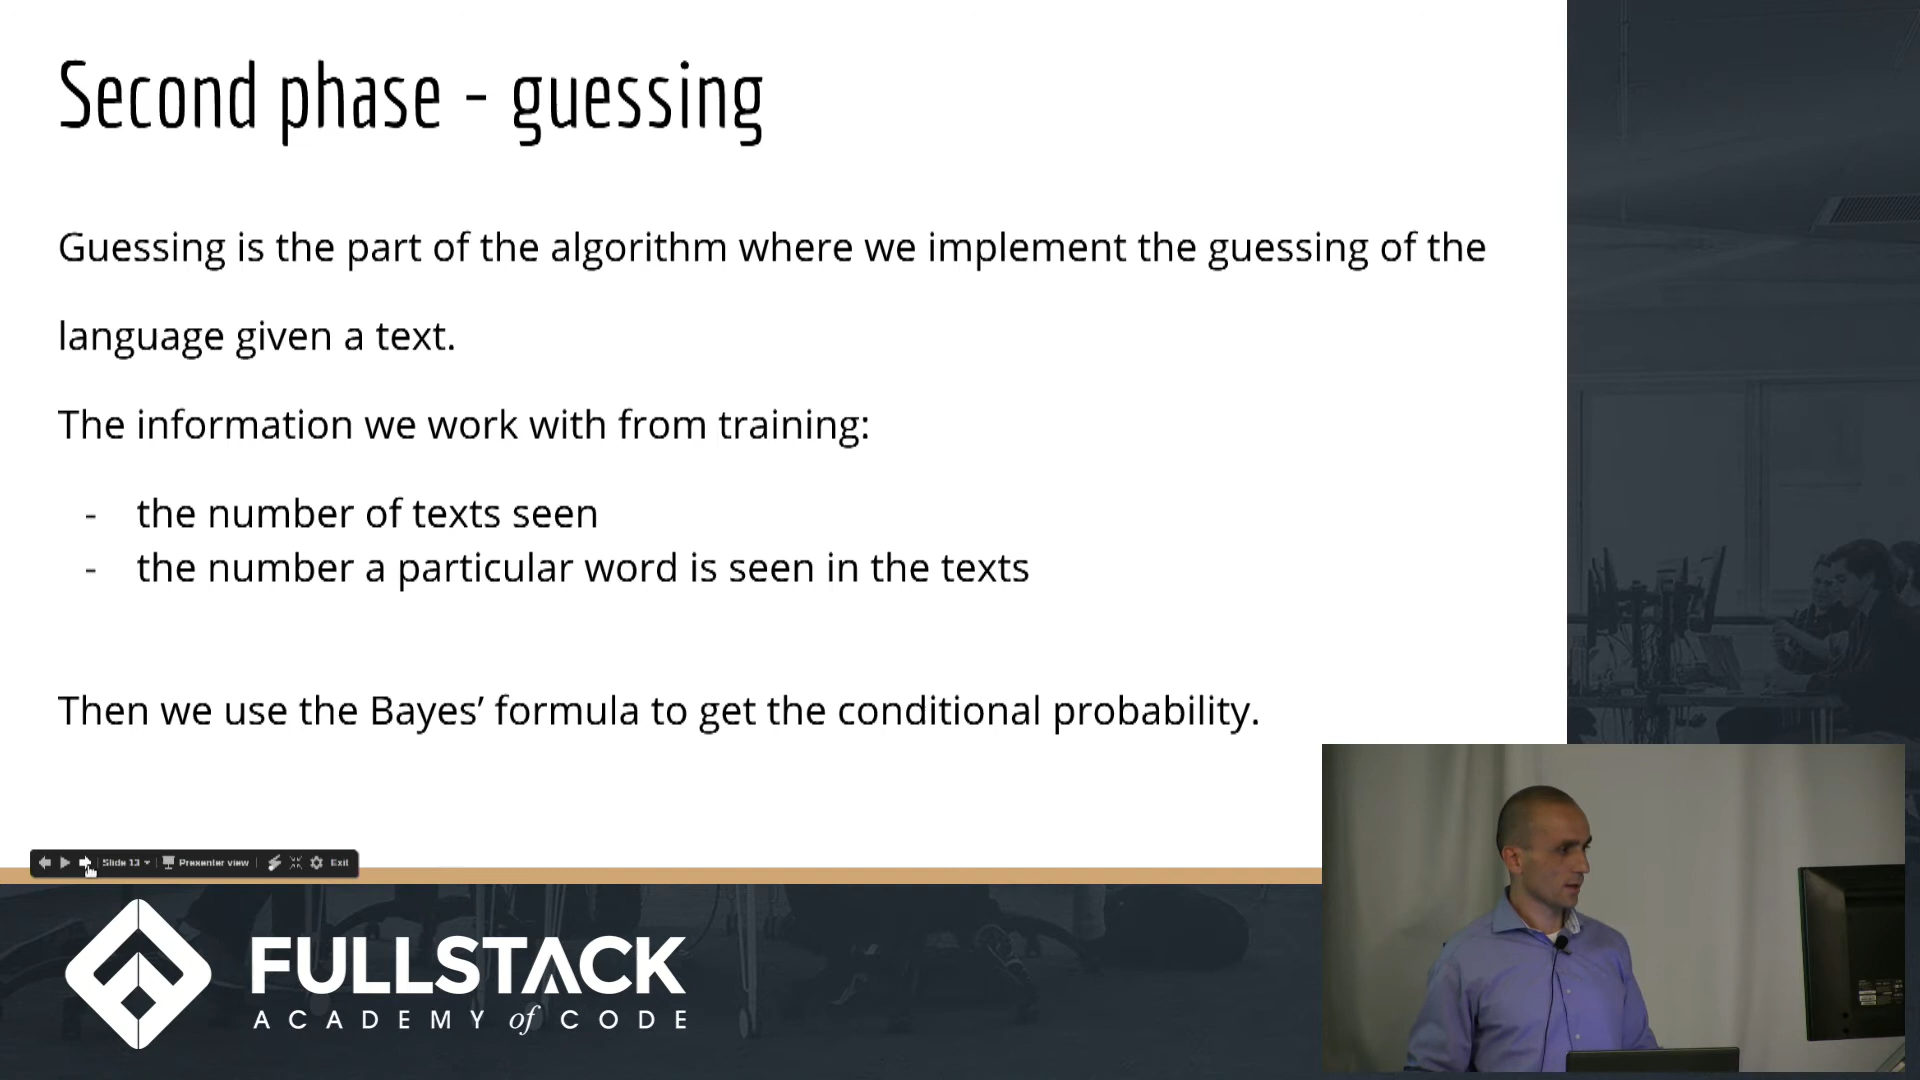 Second phase - guessing
Guessing is the part of the algorithm where we implement the guessing of the
language given a text.
The information we work with from training:
- the number of texts seen
- the number a particular word is seen in the texts
Then we use the Bayes’ formula to get the conditional probability.
Slide 13 Presenter view Exit
FULLSTACK
ACADEMY of CODE